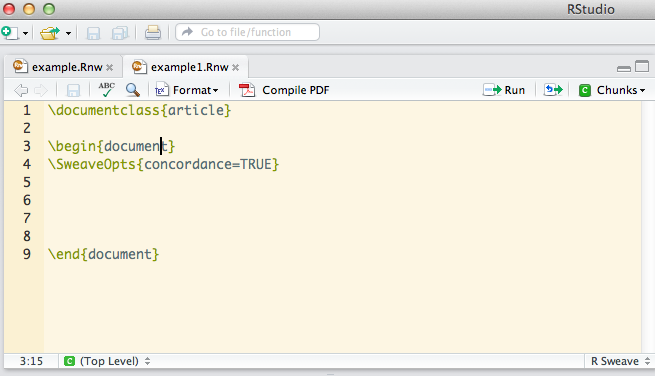 RStudio
Go to file/function
example.Rnw
example1.Rnw
ABC Format Compile PDF Run C Chunks
1 \documentclass{article}
2
3 \begin{document}
4 \SweaveOpts{concordance=TRUE}
5
6
7
8
9 \end{document}
3:15 C (Top Level) R Sweave